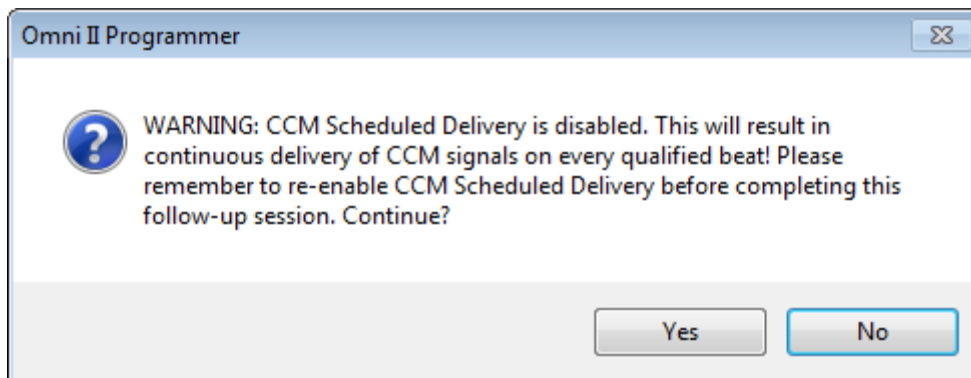 Omni II Programmer
WARNING: CCM Scheduled Delivery is disabled. This will result in
continuous delivery of CCM signals on every qualified beat! Please
remember to re-enable CCM Scheduled Delivery before completing this
follow-up session. Continue?
Yes
No